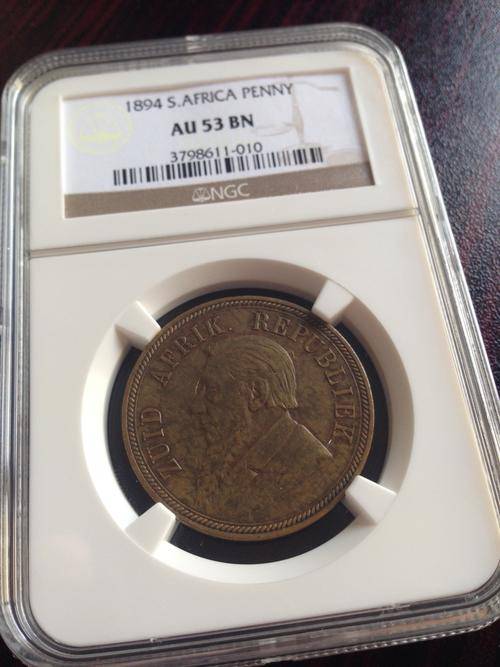 1894 S.AFRICA PENNY
AU 53 BN
3798611-010
NGC
ZUID AFRIK. REPUBLIEK